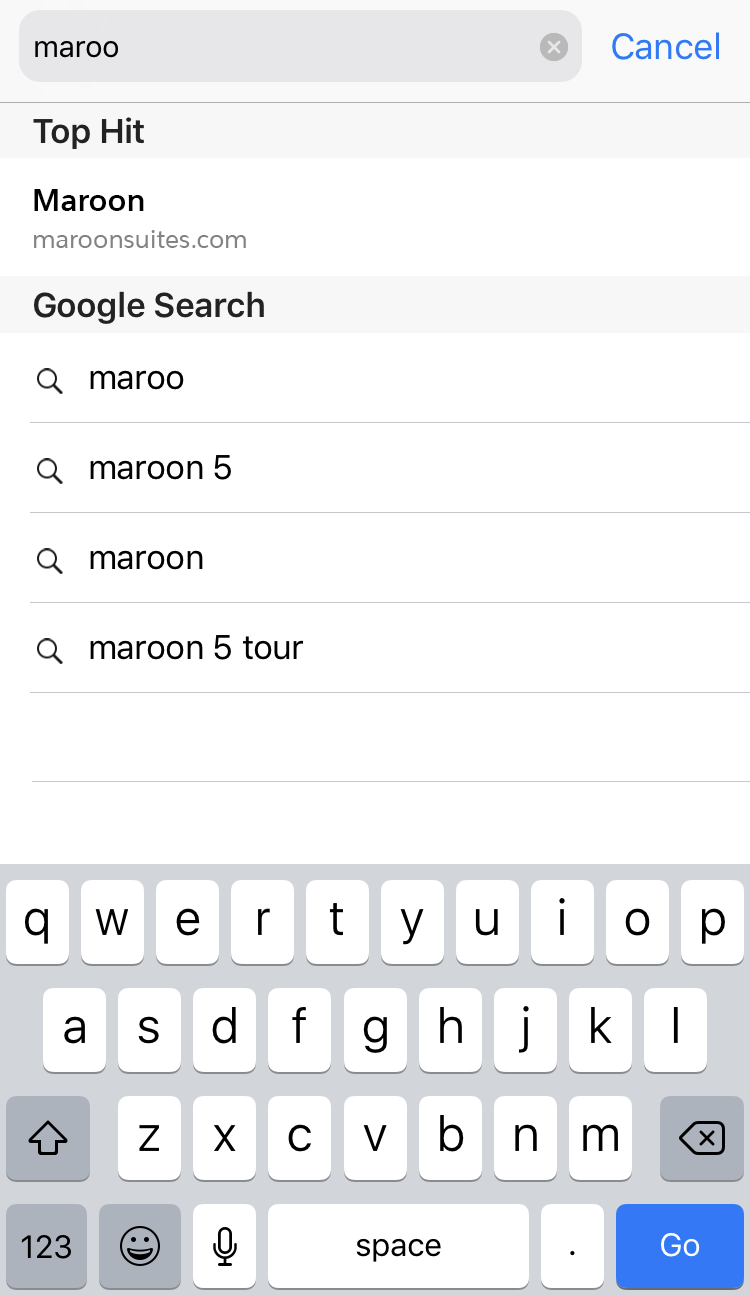 maroo Cancel
Top Hit
Maroon
maroonsuites.com
Google Search
maroo
maroon 5
maroon
maroon 5 tour
q w e r t y u i o p
a s d f g h j k l
z x c v b n m
123 space . Go